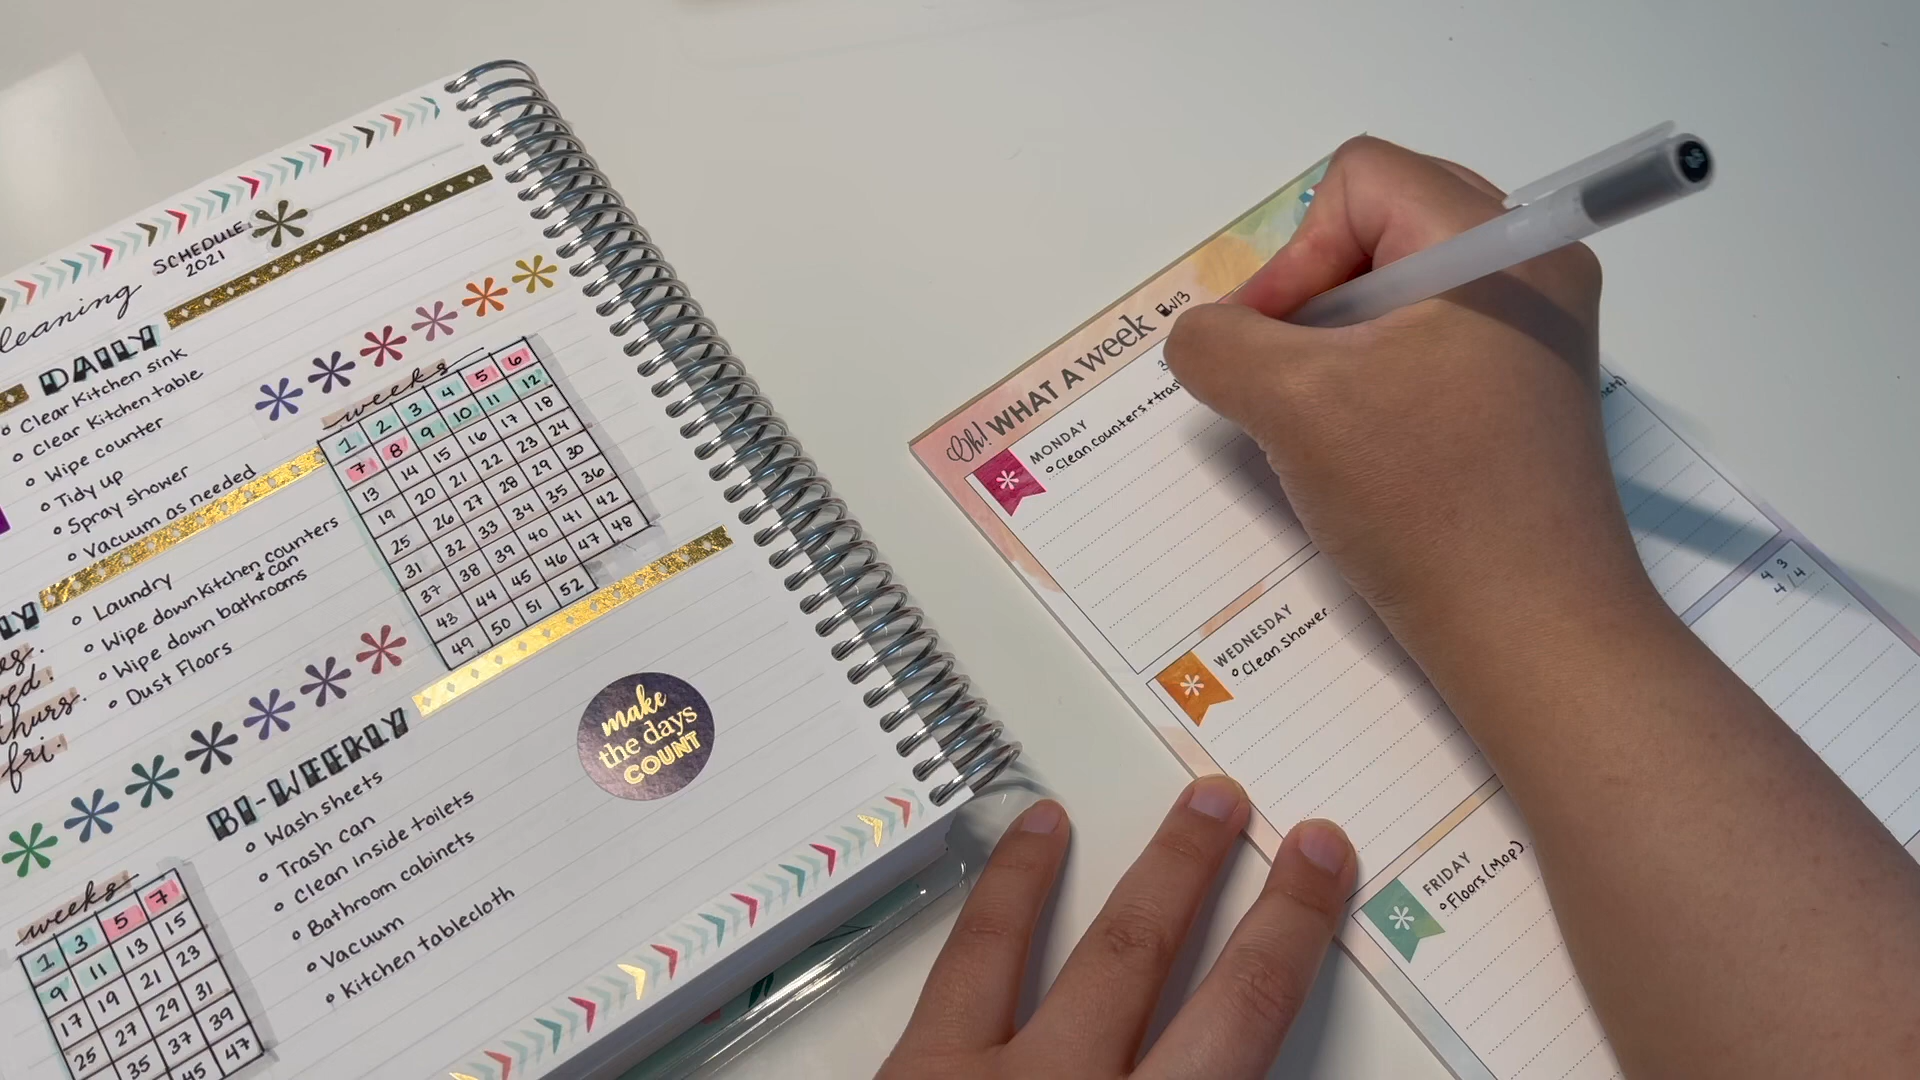 SCHEDULE
2021
DAILY
Clear Kitchen sink
Clear Kitchen table
Wipe counter
Tidy up
Spray shower
Vacuum as needed
weeks
1 2 3 4 5 6
7 8 9 10 11 12
13 14 15 16 17 18
19 20 21 22 23 24
25 26 27 28 29 30
31 32 33 34 35 36
37 38 39 40 41 42
43 44 45 46 47 48
49 50 51 52
Laundry
Wipe down kitchen counters
+ can
Wipe down bathrooms
Dust Floors
fri.
make
the days
COUNT
BI-WEEKLY
Wash sheets
Trash can
Clean inside toilets
Bathroom cabinets
Vacuum
Kitchen tablecloth
weeks
1 3 5 7
9 11 13 15
17 19 21 23
25 27 29 31
35 37 39
45 47
Oh! WHAT A week
W13
MONDAY
Clean counters +
WEDNESDAY
Clean Shower
FRIDAY
Floors (Mop)
4/4